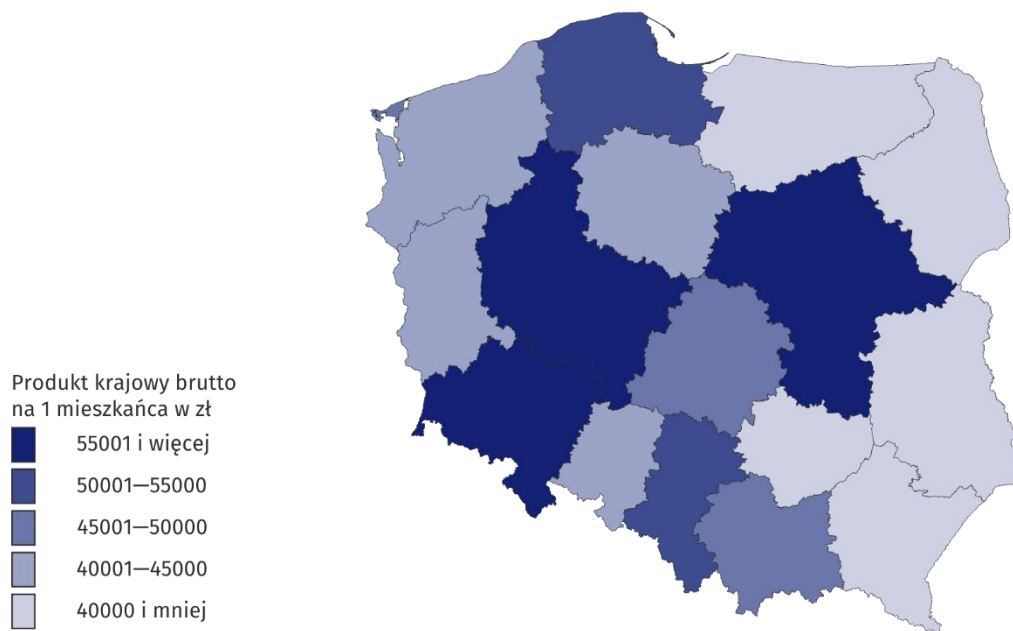 Produkt krajowy brutto
na 1 mieszkańca w zł
55001 i więcej
50001—55000
45001—50000
40001—45000
40000 i mniej